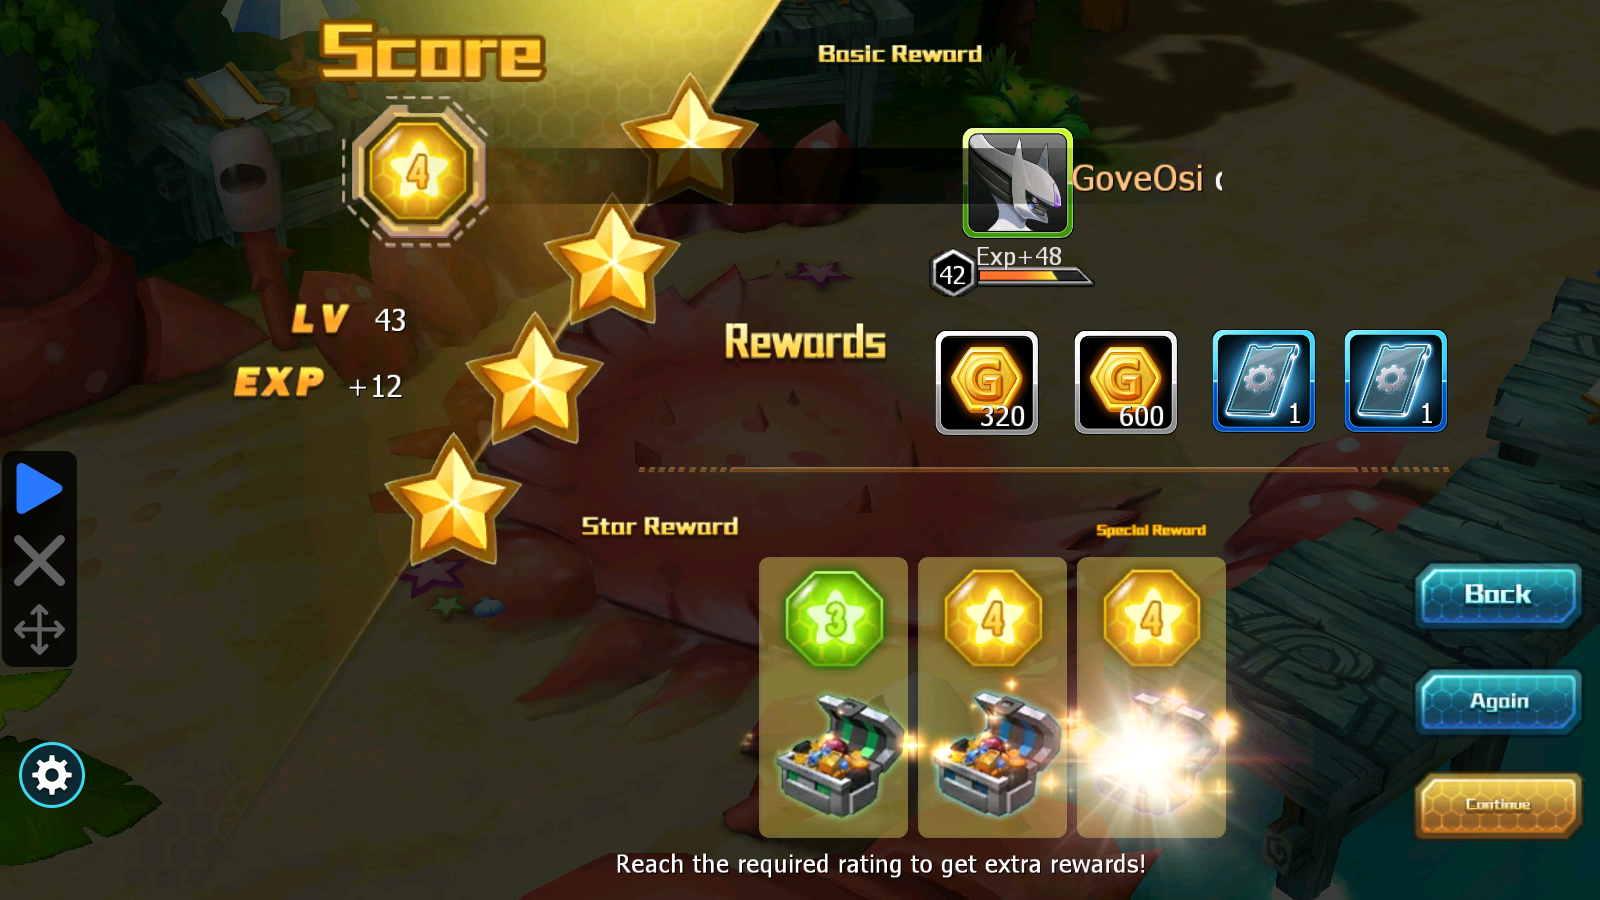 Score
Basic Reward
4
GoveOsi
Exp+48
42
LV 43
EXP +12
Rewards
G 320
G 600
1
1
Star Reward
Special Reward
3
4
4
Back
Again
Continue
Reach the required rating to get extra rewards!